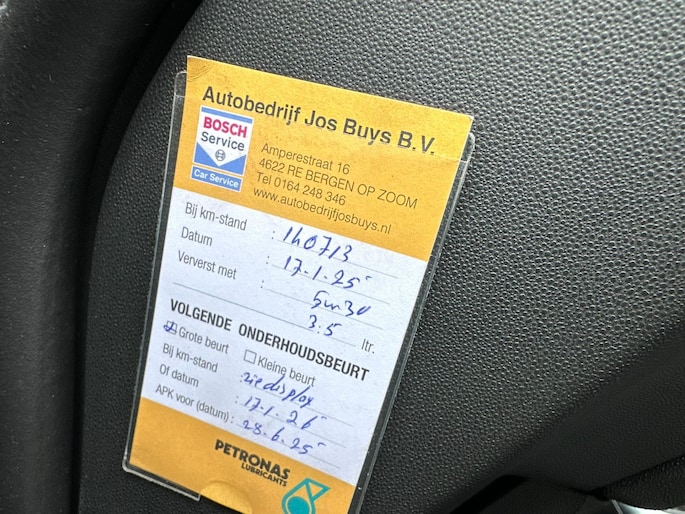 Autobedrijf Jos Buys B.V.
BOSCH
Service
Car Service
Amperestraat 16
4622 RE BERGEN OP ZOOM
Tel 0164 248 346
www.autobedrijfjosbuys.nl
Bij km-stand : 140713
Datum : 17-1-25
Ververst met : 5w30
3.5 ltr.
VOLGENDE ONDERHOUDSBEURT
Grote beurt Kleine beurt
Bij km-stand : zie display
Of datum : 17-1-26
APK voor (datum) : 28-6-25
PETRONAS
LUBRICANTS